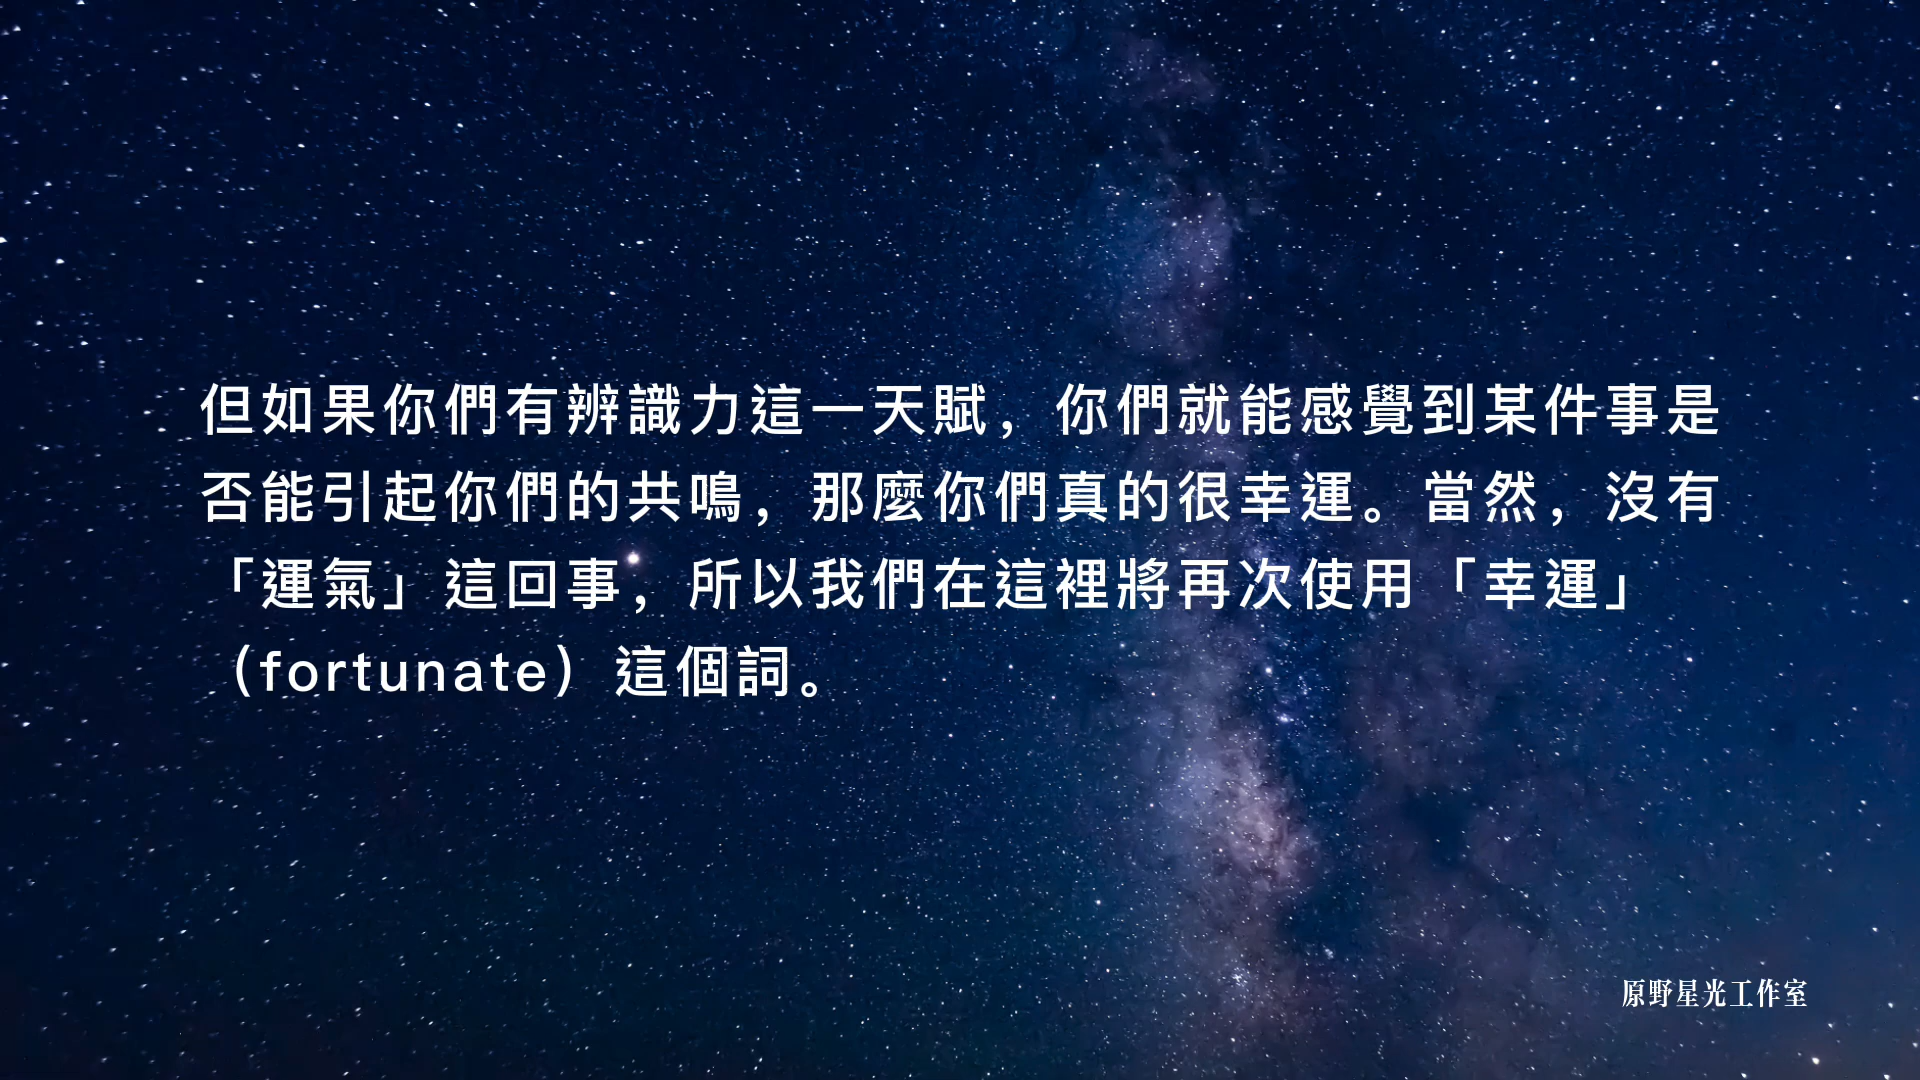 但如果你們有辨識力這一天賦，你們就能感覺到某件事是
否能引起你們的共鳴，那麼你們真的很幸運。當然，沒有
「運氣」這回事，所以我們在這裡將再次使用「幸運」
（fortunate）這個詞。
原野星光工作室